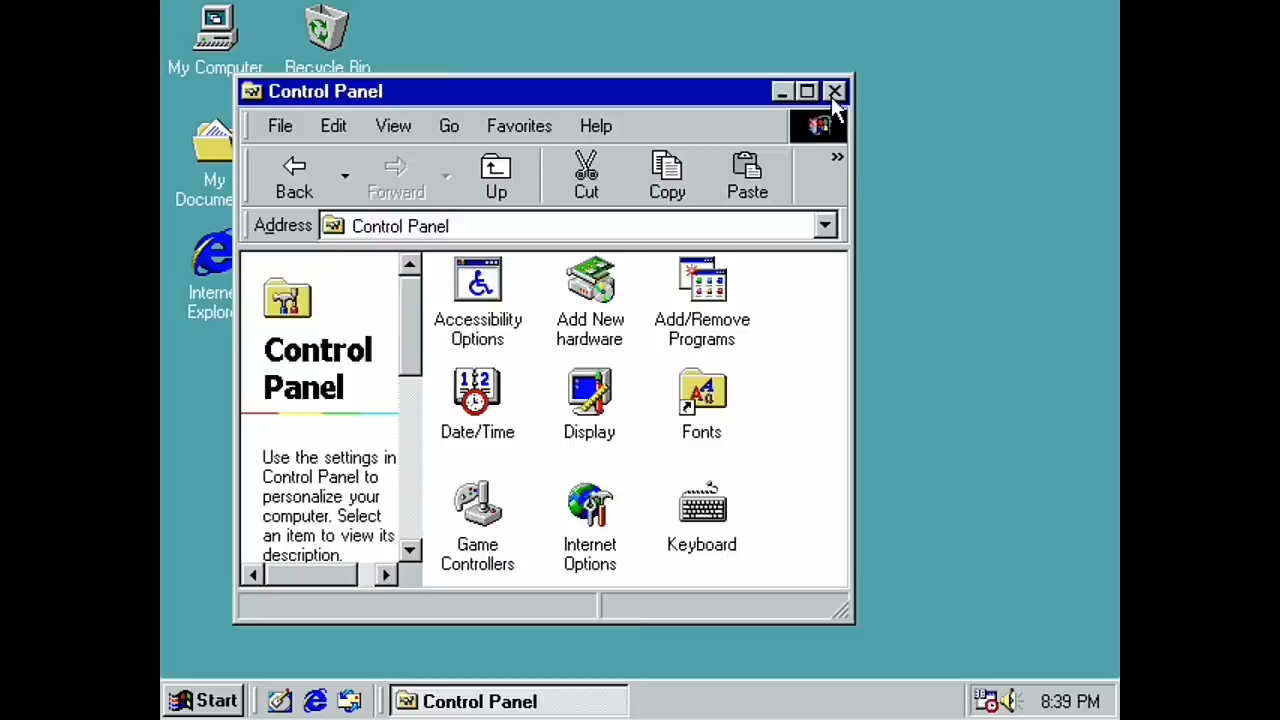 My Computer
Recycle Bin
Control Panel
File Edit View Go Favorites Help
Back Forward Up Cut Copy Paste
Address Control Panel
My
Docume
Interne
Explor
Control
Panel
Use the settings in
Control Panel to
personalize your
computer. Select
an item to view its
description.
Accessibility
Options
Add New
hardware
Add/Remove
Programs
Date/Time
Display
Fonts
Game
Controllers
Internet
Options
Keyboard
Start
Control Panel
8:39 PM